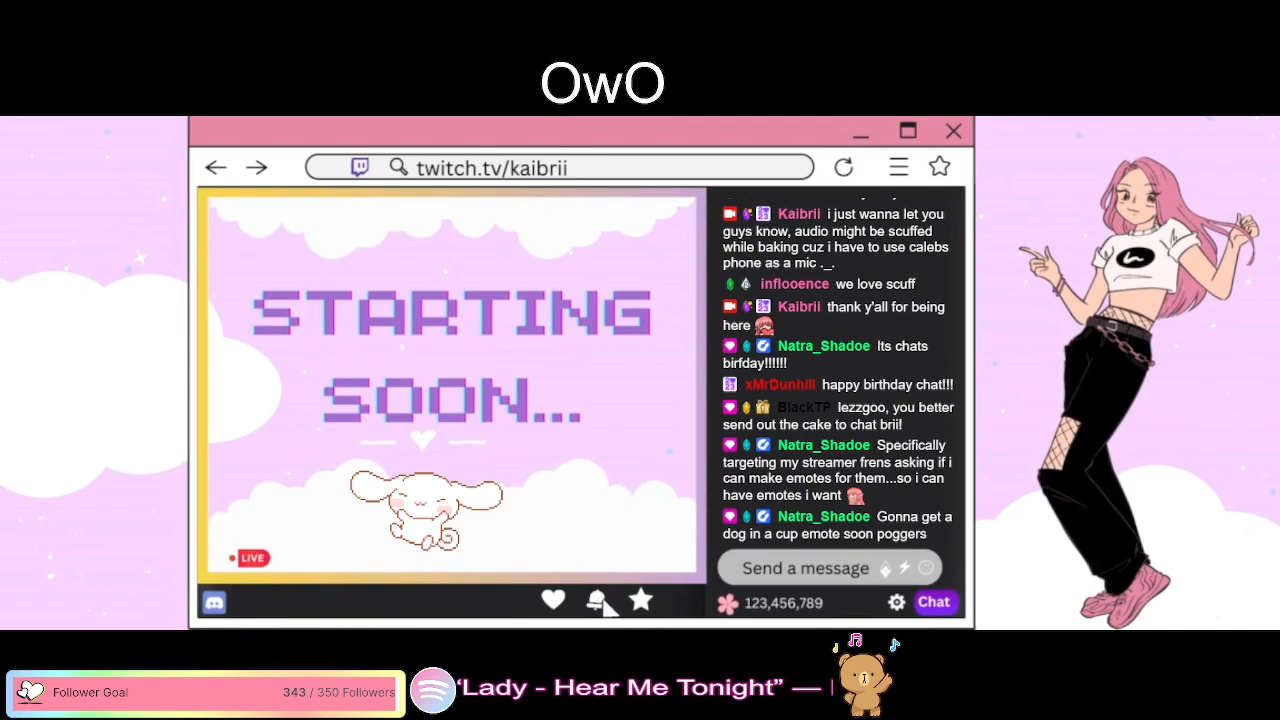 OwO
twitch.tv/kaibrii
STARTING
SOON...
LIVE
Kaibrii i just wanna let you
guys know, audio might be scuffed
while baking cuz i have to use calebs
phone as a mic ._.
inflooence we love scuff
Kaibrii thank y'all for being
here
Natra_Shadoe Its chats
birfday!!!!!!
xMrDunhill happy birthday chat!!!
BlackTP lezzgoo, you better
send out the cake to chat brii!
Natra_Shadoe Specifically
targeting my streamer frens asking if i
can make emotes for them...so i can
have emotes i want
Natra_Shadoe Gonna get a
dog in a cup emote soon poggers
Send a message
123,456,789
Chat
Follower Goal 343 / 350 Followers
“Lady - Hear Me Tonight” —